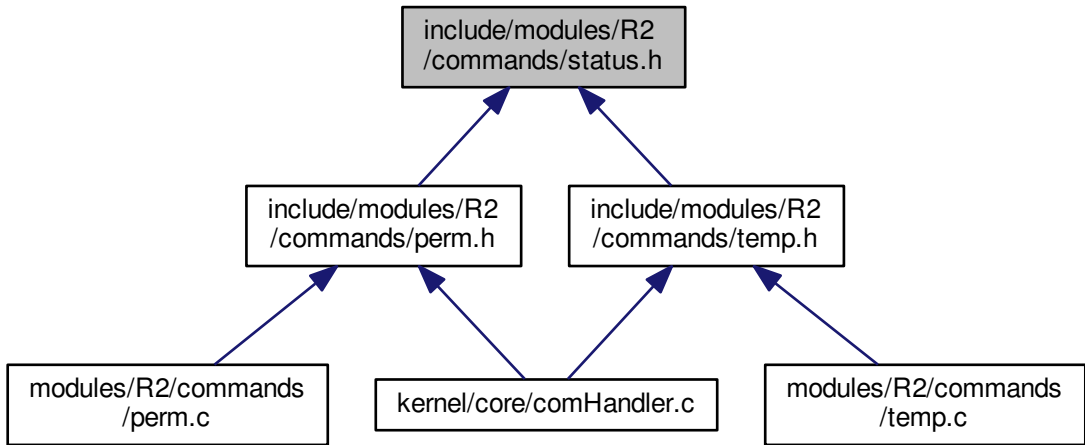 include/modules/R2
/commands/status.h
include/modules/R2
/commands/perm.h
include/modules/R2
/commands/temp.h
modules/R2/commands
/perm.c
kernel/core/comHandler.c
modules/R2/commands
/temp.c